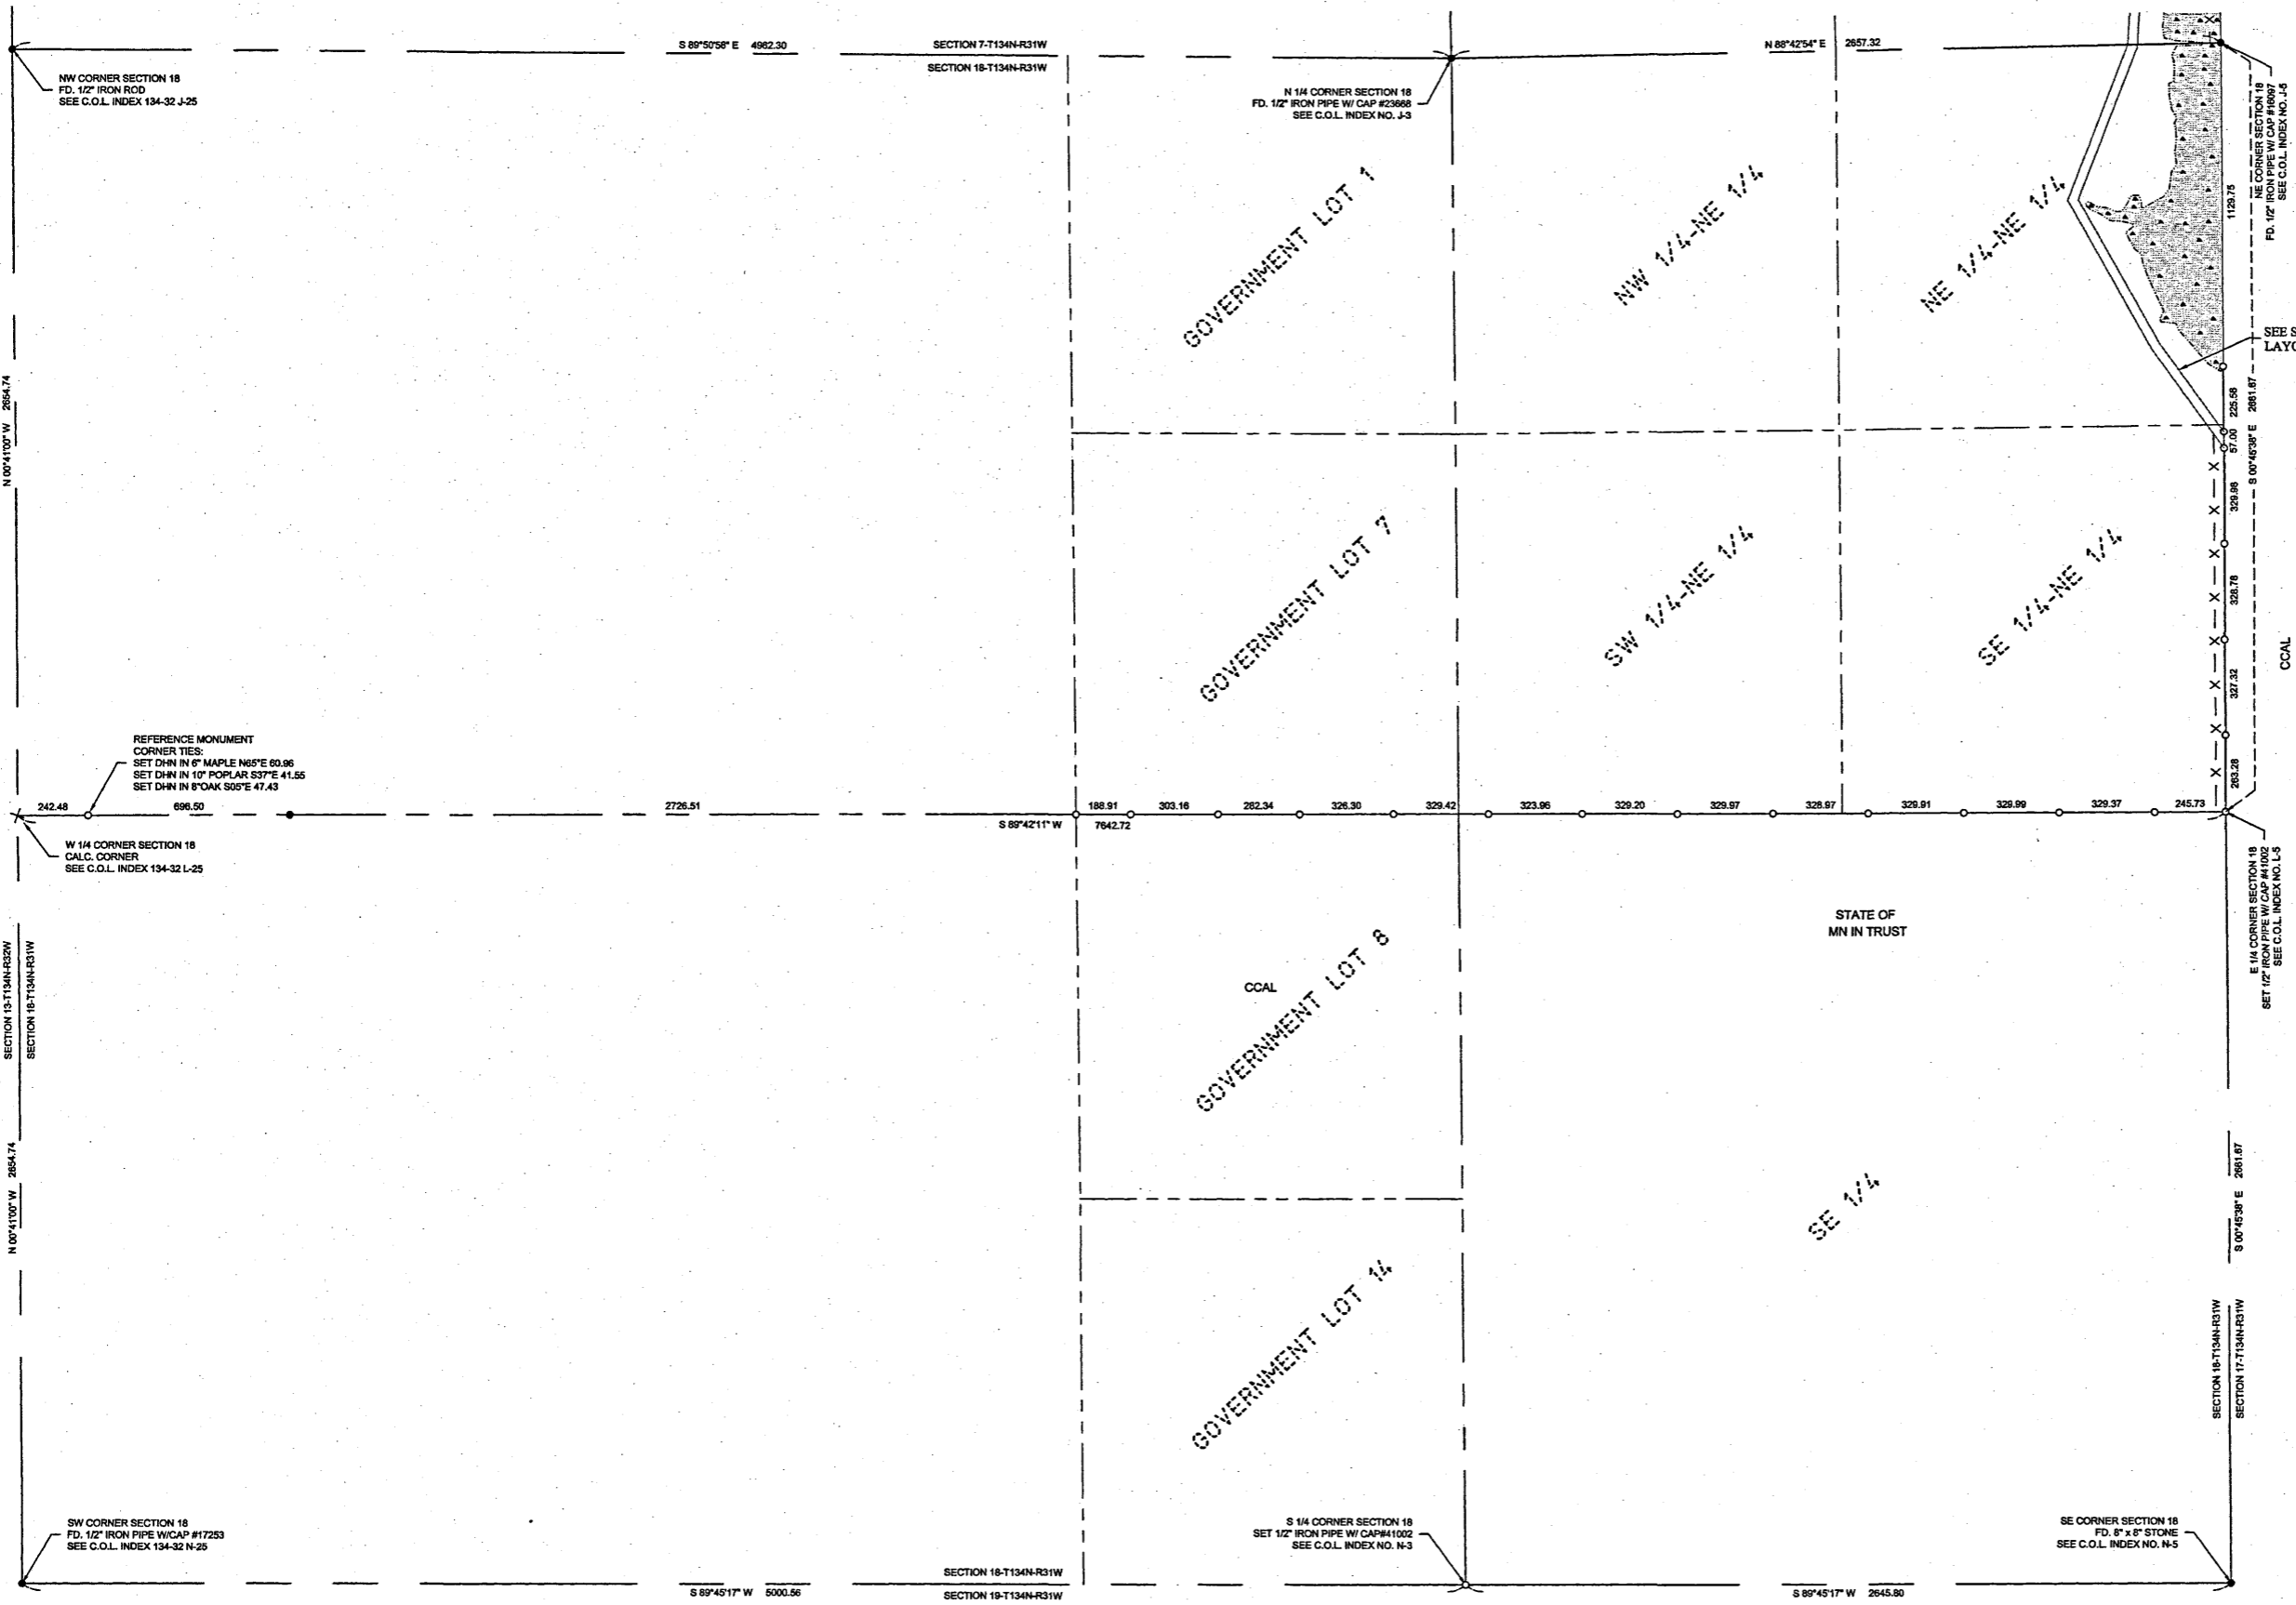 S 89°50'58" E 4982.30
SECTION 7-T134N-R31W
SECTION 18-T134N-R31W
N 88°42'54" E 2657.32
NW CORNER SECTION 18
FD. 1/2" IRON ROD
SEE C.O.L. INDEX 134-32 J-25
N 1/4 CORNER SECTION 18
FD. 1/2" IRON PIPE W/ CAP #23668
SEE C.O.L. INDEX NO. J-3
NE CORNER SECTION 18
FD. 1/2" IRON PIPE W/ CAP #16097
SEE C.O.L. INDEX NO. J-5
GOVERNMENT LOT 1
NW 1/4-NE 1/4
NE 1/4-NE 1/4
1129.75
SEE S
LAYO
N 00°41'00" W 2654.74
225.58
57.00
S 00°45'38" E 2661.67
329.98
GOVERNMENT LOT 7
SW 1/4-NE 1/4
SE 1/4-NE 1/4
328.78
327.32
CCAL
263.28
REFERENCE MONUMENT
CORNER TIES:
SET DHN IN 6" MAPLE N65°E 60.96
SET DHN IN 10" POPLAR S37°E 41.55
SET DHN IN 8"OAK S05°E 47.43
242.48
696.50
2726.51
188.91
303.16
282.34
326.30
329.42
323.96
329.20
329.97
328.97
329.91
329.99
329.37
245.73
S 89°42'11" W 7642.72
W 1/4 CORNER SECTION 18
CALC. CORNER
SEE C.O.L. INDEX 134-32 L-25
E 1/4 CORNER SECTION 18
SET 1/2" IRON PIPE W/ CAP #41002
SEE C.O.L. INDEX NO. L-5
STATE OF
MN IN TRUST
SECTION 13-T134N-R32W
SECTION 18-T134N-R31W
CCAL
GOVERNMENT LOT 8
N 00°41'00" W 2654.74
S 00°45'38" E 2661.67
SE 1/4
GOVERNMENT LOT 14
SECTION 18-T134N-R31W
SECTION 17-T134N-R31W
SW CORNER SECTION 18
FD. 1/2" IRON PIPE W/CAP #17253
SEE C.O.L. INDEX 134-32 N-25
S 1/4 CORNER SECTION 18
SET 1/2" IRON PIPE W/ CAP#41002
SEE C.O.L. INDEX NO. N-3
SE CORNER SECTION 18
FD. 8" x 8" STONE
SEE C.O.L. INDEX NO. N-5
S 89°45'17" W 5000.56
SECTION 18-T134N-R31W
SECTION 19-T134N-R31W
S 89°45'17" W 2645.80